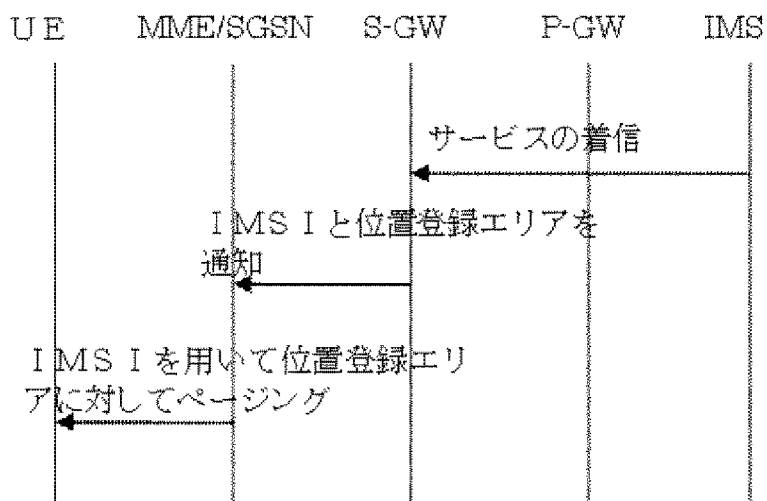 ＵＥ MME/SGSN S-GW P-GW IMS
サービスの着信
ＩＭＳＩと位置登録エリアを
通知
ＩＭＳＩを用いて位置登録エリ
アに対してページング